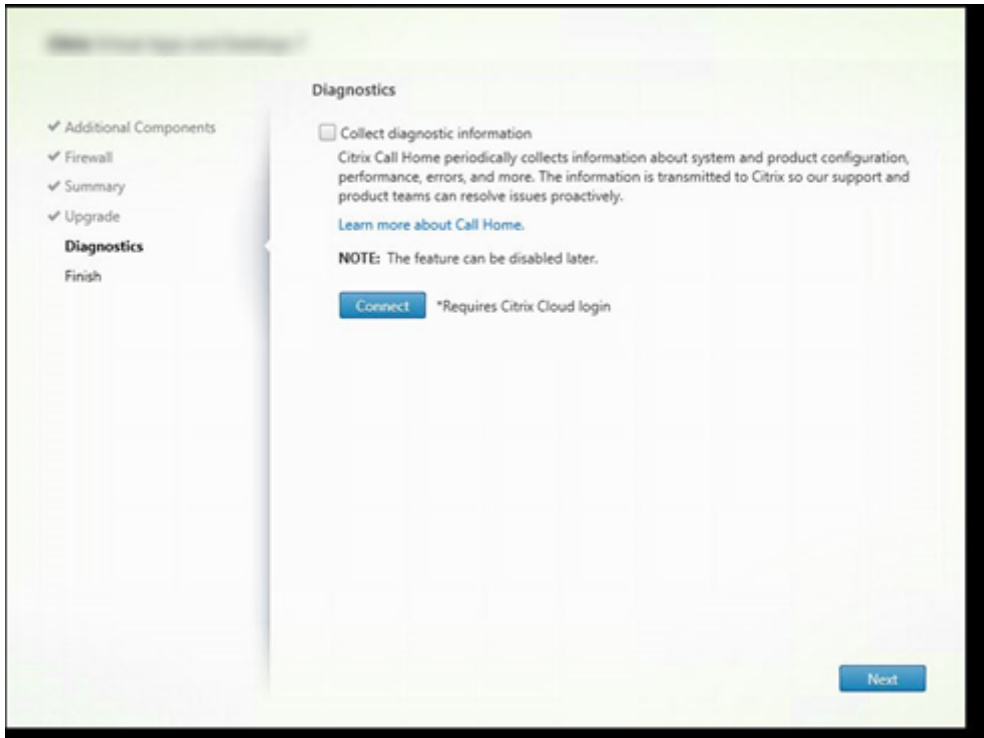 Diagnostics
✔ Additional Components
✔ Firewall
✔ Summary
✔ Upgrade
Diagnostics
Finish
Collect diagnostic information
Citrix Call Home periodically collects information about system and product configuration,
performance, errors, and more. The information is transmitted to Citrix so our support and
product teams can resolve issues proactively.
Learn more about Call Home.
NOTE: The feature can be disabled later.
Connect *Requires Citrix Cloud login
Next